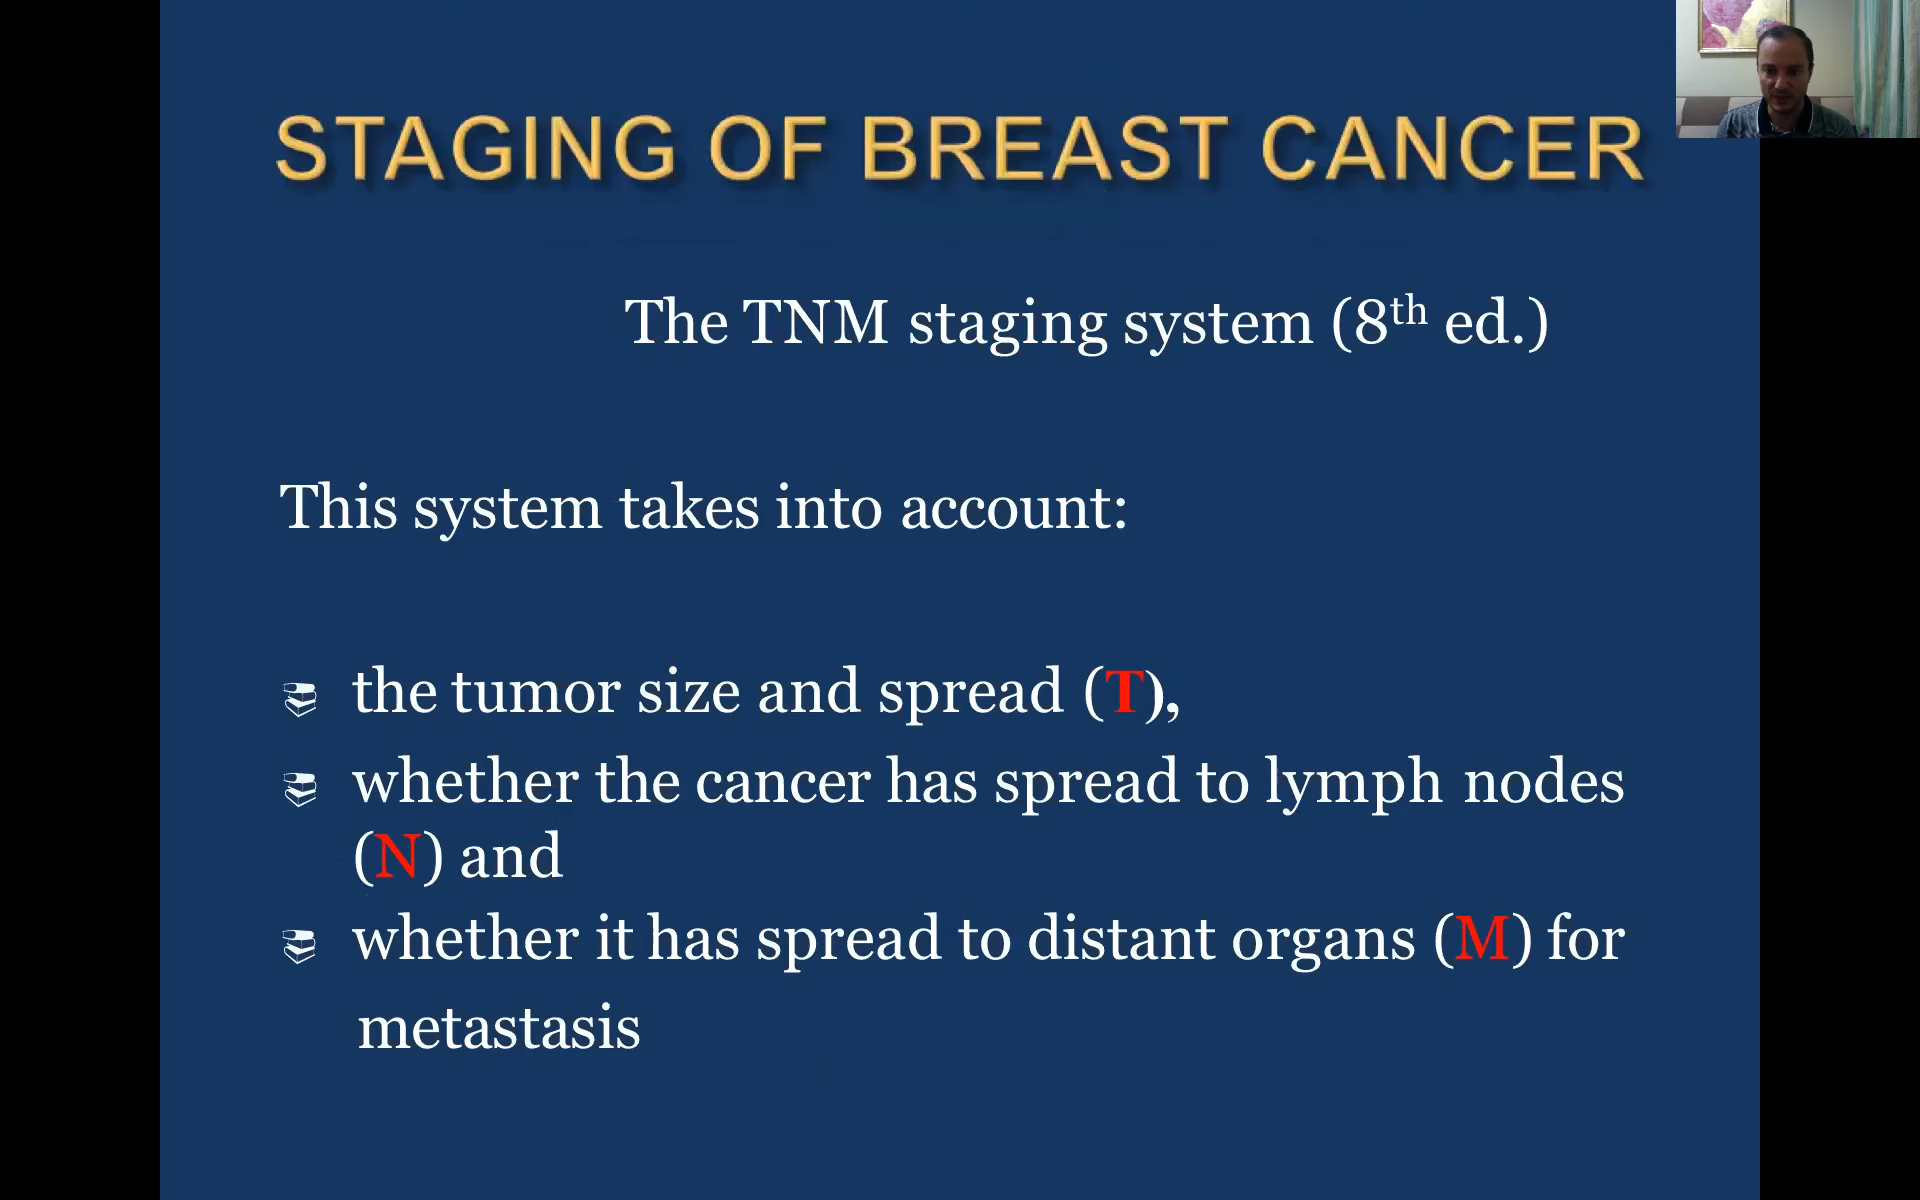 STAGING OF BREAST CANCER
The TNM staging system (8th ed.)
This system takes into account:
the tumor size and spread (T),
whether the cancer has spread to lymph nodes
(N) and
whether it has spread to distant organs (M) for
metastasis